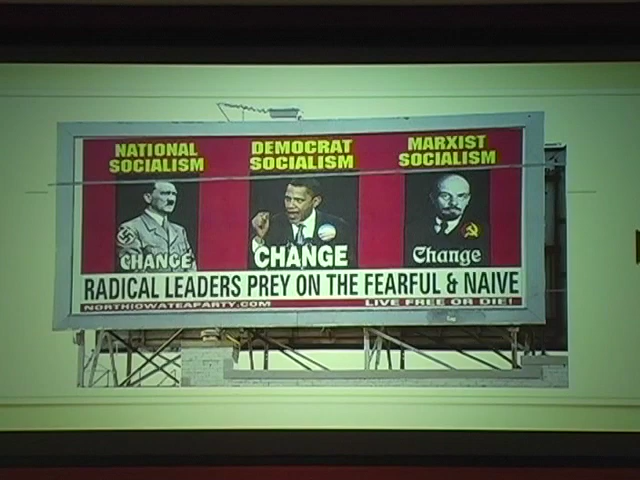 NATIONAL
SOCIALISM
DEMOCRAT
SOCIALISM
MARXIST
SOCIALISM
CHANGE
CHANGE
Change
RADICAL LEADERS PREY ON THE FEARFUL & NAIVE
NORTHIOWATEAPARTY.COM
LIVE FREE OR DIE!